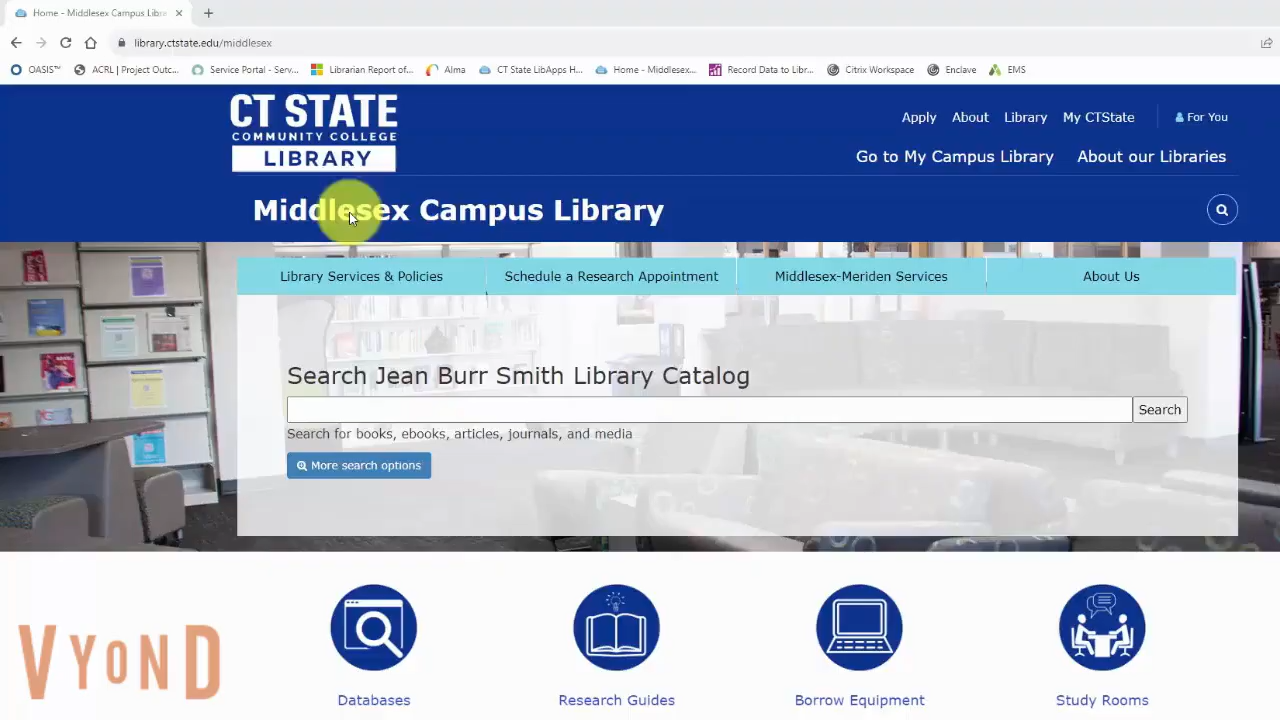 Home - Middlesex Campus Libra
library.ctstate.edu/middlesex
OASIS™ ACRL | Project Outc... Service Portal - Serv... Librarian Report of... Alma CT State LibApps H... Home - Middlesex... Record Data to Libr... Citrix Workspace Enclave EMS
CT STATE
COMMUNITY COLLEGE
LIBRARY
Apply About Library My CTState For You
Go to My Campus Library About our Libraries
Middlesex Campus Library
Library Services & Policies Schedule a Research Appointment Middlesex-Meriden Services About Us
Search Jean Burr Smith Library Catalog
Search
Search for books, ebooks, articles, journals, and media
More search options
Databases Research Guides Borrow Equipment Study Rooms
VYOND